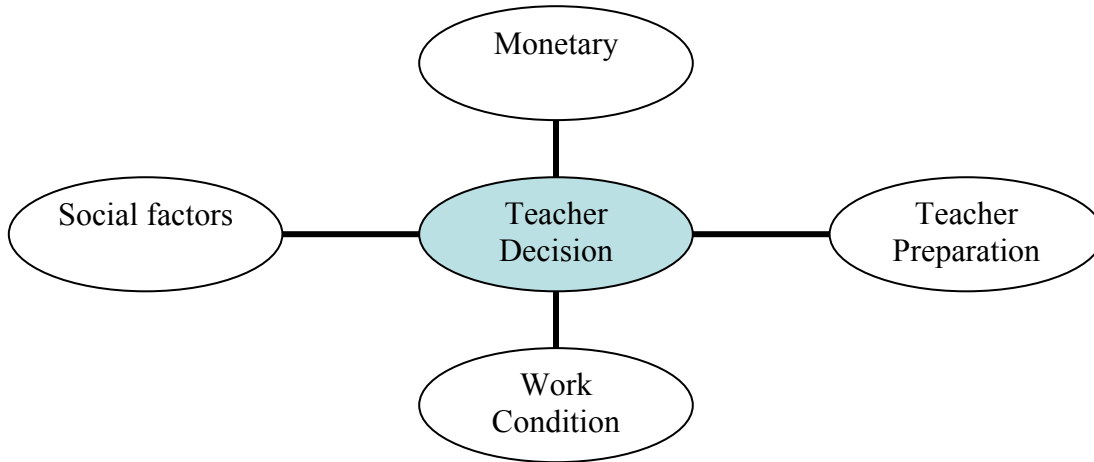 Monetary
Social factors
Teacher
Decision
Teacher
Preparation
Work
Condition